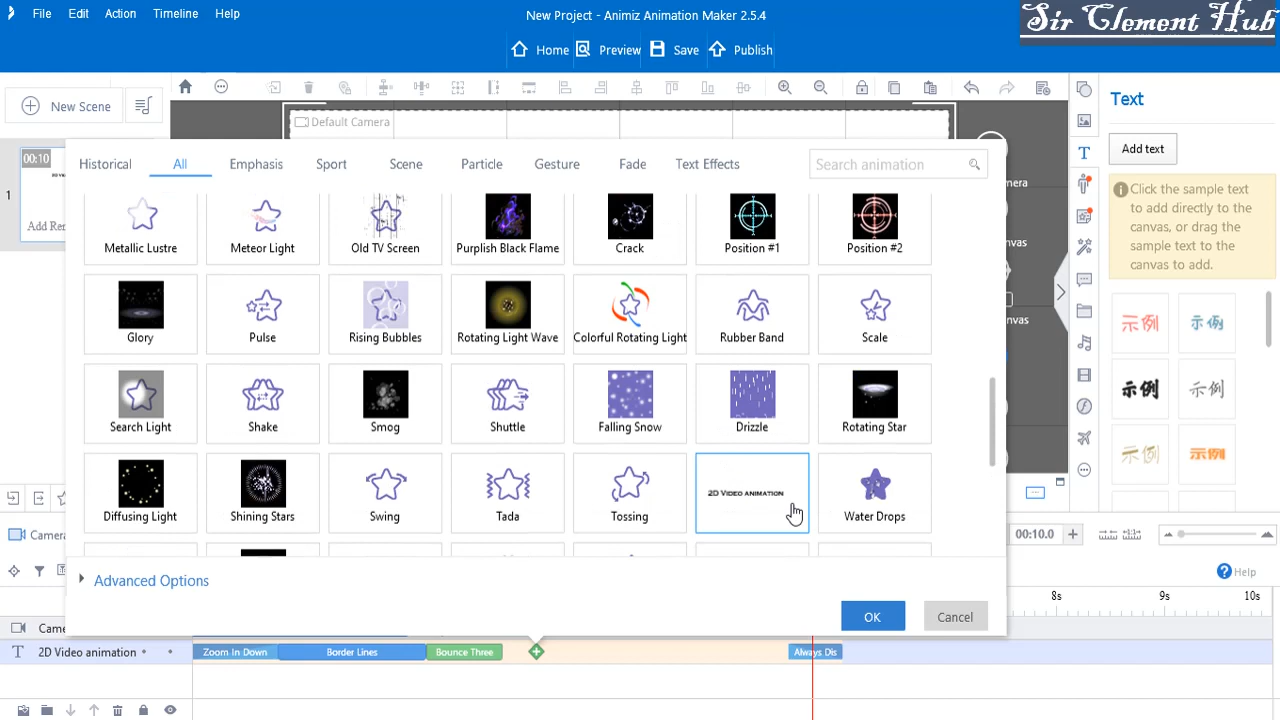 File Edit Action Timeline Help
New Project - Animiz Animation Maker 2.5.4
Sir Clement Hub
Home Preview Save Publish
New Scene
Default Camera
Text
Add text
Click the sample text
to add directly to the
canvas, or drag the
sample text to the
canvas to add.
00:10
1
Historical All Emphasis Sport Scene Particle Gesture Fade Text Effects Search animation
Metallic Lustre Meteor Light Old TV Screen Purplish Black Flame Crack Position #1 Position #2
Glory Pulse Rising Bubbles Rotating Light Wave Colorful Rotating Light Rubber Band Scale
Search Light Shake Smog Shuttle Falling Snow Drizzle Rotating Star
Diffusing Light Shining Stars Swing Tada Tossing 2D Video animation Water Drops
示例 示例
示例 示例
示例 示例
Advanced Options
OK Cancel
00:10.0
Help
8s 9s 10s
2D Video animation Zoom In Down Border Lines Bounce Three Always Dis